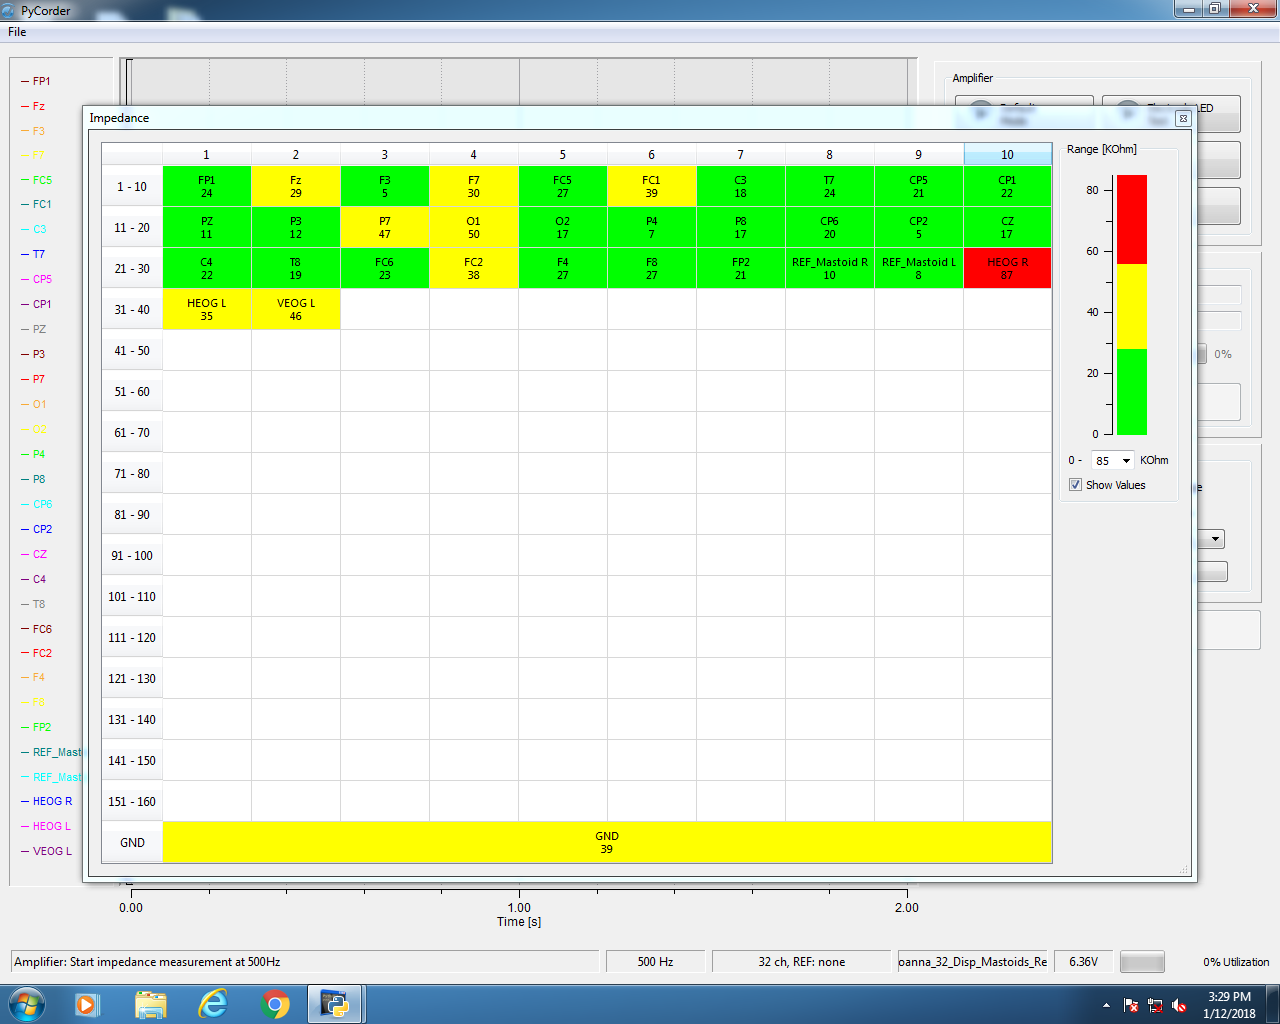 PyCorder
File
FP1
Fz
F3
F7
FC5
FC1
C3
T7
CP5
CP1
PZ
P3
P7
O1
O2
P4
P8
CP6
CP2
CZ
C4
T8
FC6
FC2
F4
F8
FP2
REF_Mast
REF_Mast
HEOG R
HEOG L
VEOG L
Amplifier
Default
Mode
Electrode LED
Test
0%
Impedance
1 2 3 4 5 6 7 8 9 10
1 - 10
FP1 Fz F3 F7 FC5 FC1 C3 T7 CP5 CP1
24 29 5 30 27 39 18 24 21 22
11 - 20
PZ P3 P7 O1 O2 P4 P8 CP6 CP2 CZ
11 12 47 50 17 7 17 20 5 17
21 - 30
C4 T8 FC6 FC2 F4 F8 FP2 REF_Mastoid R REF_Mastoid L HEOG R
22 19 23 38 27 27 21 10 8 87
31 - 40
HEOG L VEOG L
35 46
41 - 50
51 - 60
61 - 70
71 - 80
81 - 90
91 - 100
101 - 110
111 - 120
121 - 130
131 - 140
141 - 150
151 - 160
GND
GND
39
Range [KOhm]
80
60
40
20
0
0 - 85 KOhm
Show Values
0.00 1.00 2.00
Time [s]
Amplifier: Start impedance measurement at 500Hz
500 Hz
32 ch, REF: none
oanna_32_Disp_Mastoids_Re
6.36V
0% Utilization
3:29 PM
1/12/2018